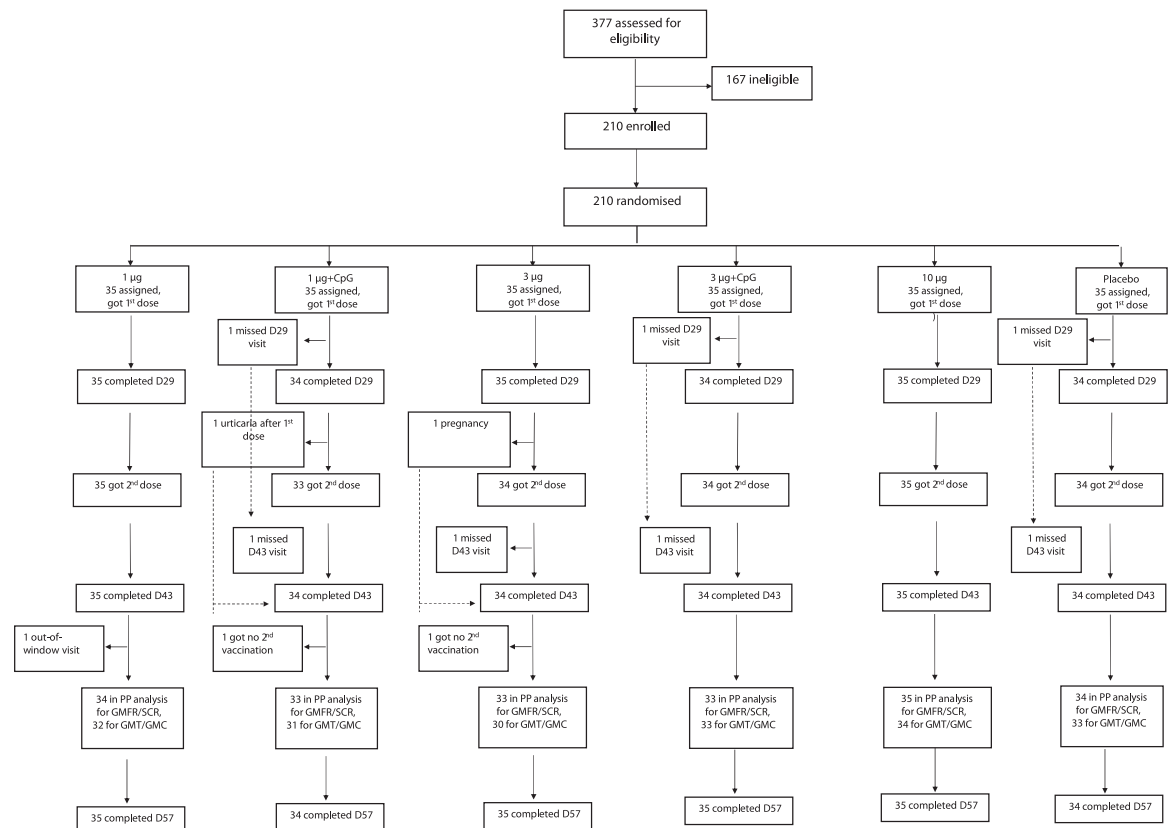 377 assessed for
eligibility
167 ineligible
210 enrolled
210 randomised
1 µg
35 assigned,
got 1st dose
1 µg+CpG
35 assigned,
got 1st dose
3 µg
35 assigned,
got 1st dose
3 µg+CpG
35 assigned,
got 1st dose
10 µg
35 assigned,
got 1st dose
)
Placebo
35 assigned,
got 1st dose
1 missed D29
visit
1 missed D29
visit
1 missed D29
visit
35 completed D29
34 completed D29
35 completed D29
34 completed D29
35 completed D29
34 completed D29
1 urticaria after 1st
dose
1 pregnancy
35 got 2nd dose
33 got 2nd dose
34 got 2nd dose
34 got 2nd dose
35 got 2nd dose
34 got 2nd dose
1 missed
D43 visit
1 missed
D43 visit
1 missed
D43 visit
1 missed
D43 visit
35 completed D43
34 completed D43
34 completed D43
34 completed D43
35 completed D43
34 completed D43
1 out-of-
window visit
1 got no 2nd
vaccination
1 got no 2nd
vaccination
34 in PP analysis
for GMFR/SCR,
32 for GMT/GMC
33 in PP analysis
for GMFR/SCR,
31 for GMT/GMC
33 in PP analysis
for GMFR/SCR,
30 for GMT/GMC
33 in PP analysis
for GMFR/SCR,
33 for GMT/GMC
35 in PP analysis
for GMFR/SCR,
34 for GMT/GMC
34 in PP analysis
for GMFR/SCR,
33 for GMT/GMC
35 completed D57
34 completed D57
35 completed D57
35 completed D57
35 completed D57
34 completed D57